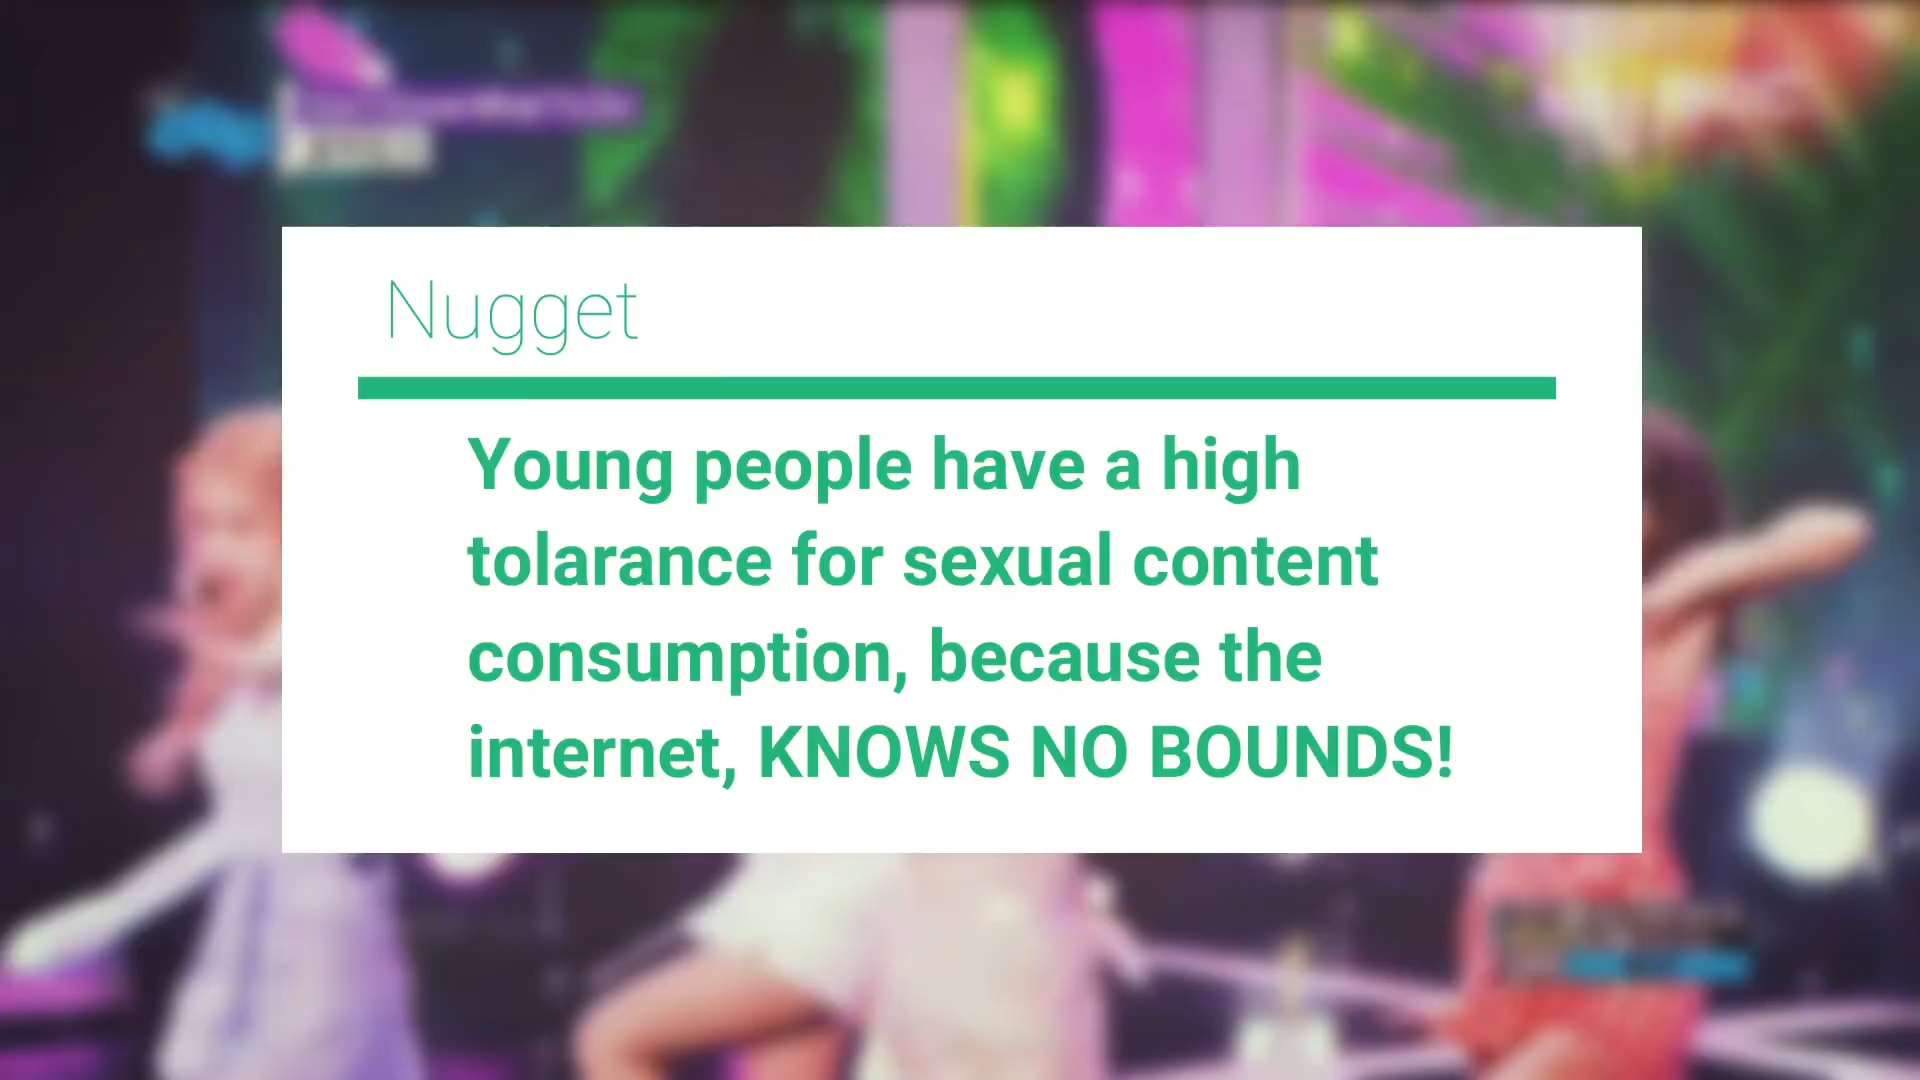 Nugget
Young people have a high
tolarance for sexual content
consumption, because the
internet, KNOWS NO BOUNDS!